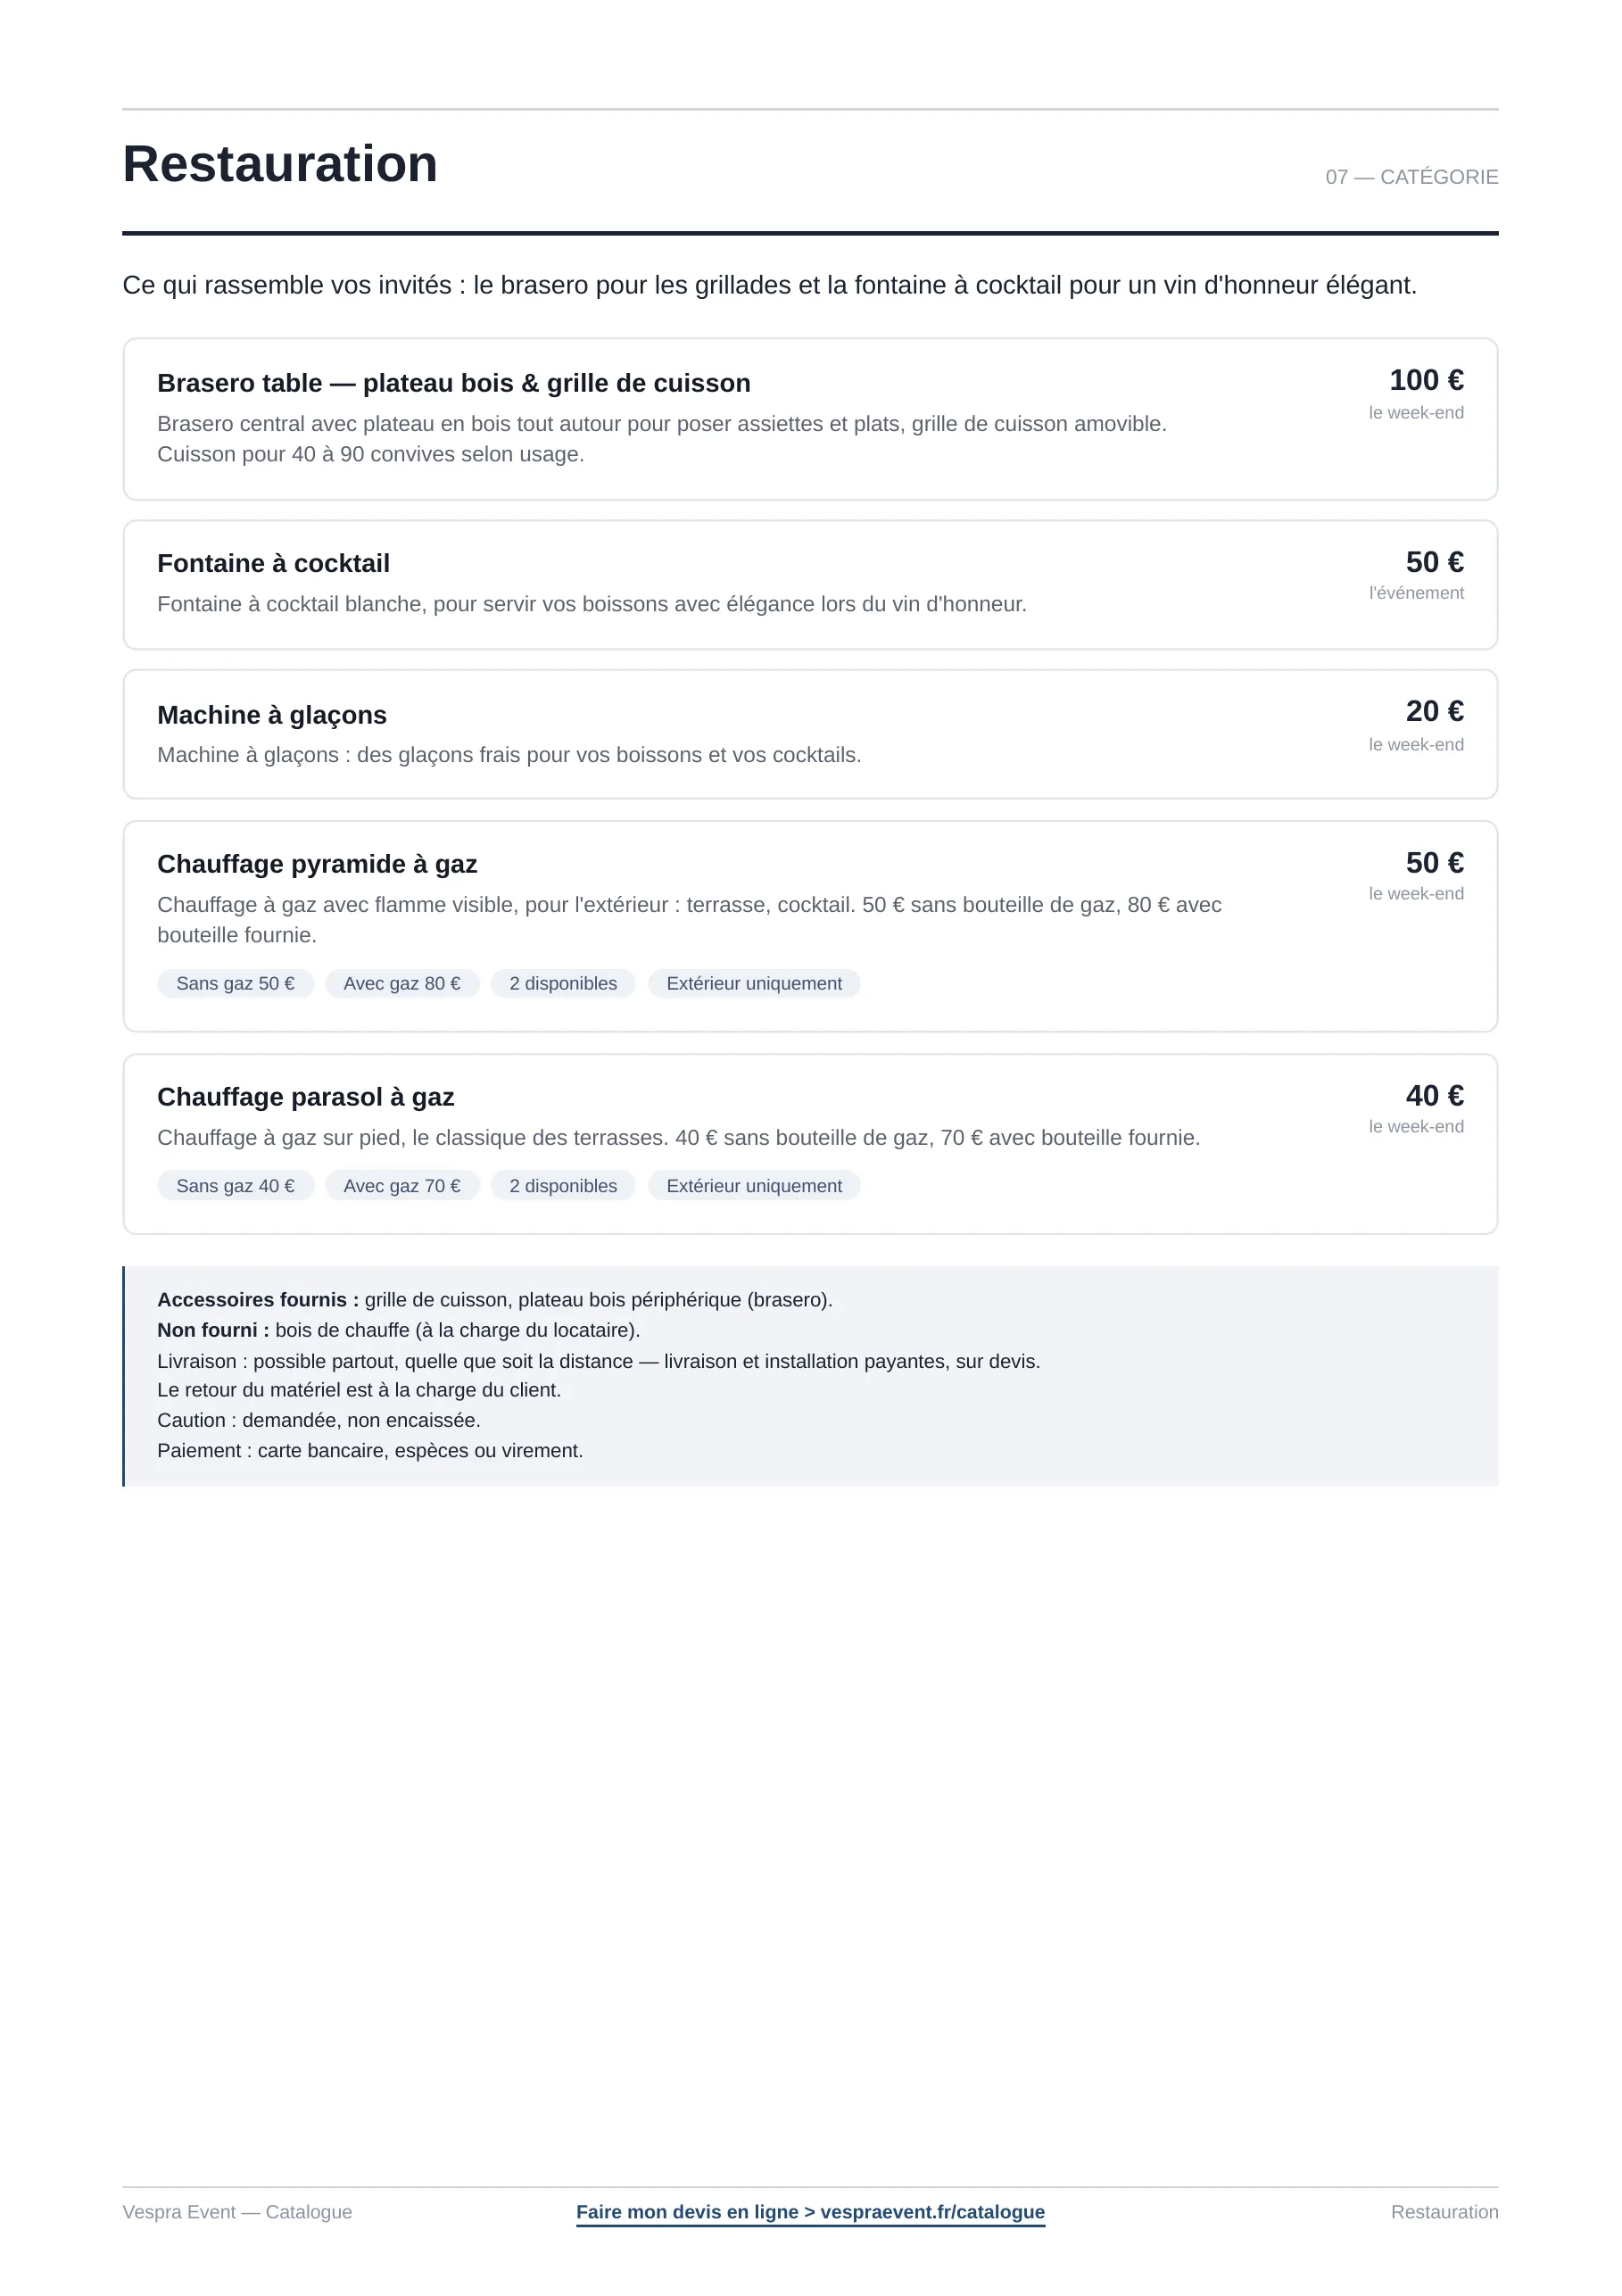 Restauration
07 — CATÉGORIE
Ce qui rassemble vos invités : le brasero pour les grillades et la fontaine à cocktail pour un vin d'honneur élégant.
Brasero table — plateau bois & grille de cuisson
100 €
le week-end
Brasero central avec plateau en bois tout autour pour poser assiettes et plats, grille de cuisson amovible.
Cuisson pour 40 à 90 convives selon usage.
Fontaine à cocktail
50 €
l'événement
Fontaine à cocktail blanche, pour servir vos boissons avec élégance lors du vin d'honneur.
Machine à glaçons
20 €
le week-end
Machine à glaçons : des glaçons frais pour vos boissons et vos cocktails.
Chauffage pyramide à gaz
50 €
le week-end
Chauffage à gaz avec flamme visible, pour l'extérieur : terrasse, cocktail. 50 € sans bouteille de gaz, 80 € avec
bouteille fournie.
Sans gaz 50 € Avec gaz 80 € 2 disponibles Extérieur uniquement
Chauffage parasol à gaz
40 €
le week-end
Chauffage à gaz sur pied, le classique des terrasses. 40 € sans bouteille de gaz, 70 € avec bouteille fournie.
Sans gaz 40 € Avec gaz 70 € 2 disponibles Extérieur uniquement
Accessoires fournis : grille de cuisson, plateau bois périphérique (brasero).
Non fourni : bois de chauffe (à la charge du locataire).
Livraison : possible partout, quelle que soit la distance — livraison et installation payantes, sur devis.
Le retour du matériel est à la charge du client.
Caution : demandée, non encaissée.
Paiement : carte bancaire, espèces ou virement.
Vespra Event — Catalogue
Faire mon devis en ligne > vespraevent.fr/catalogue
Restauration